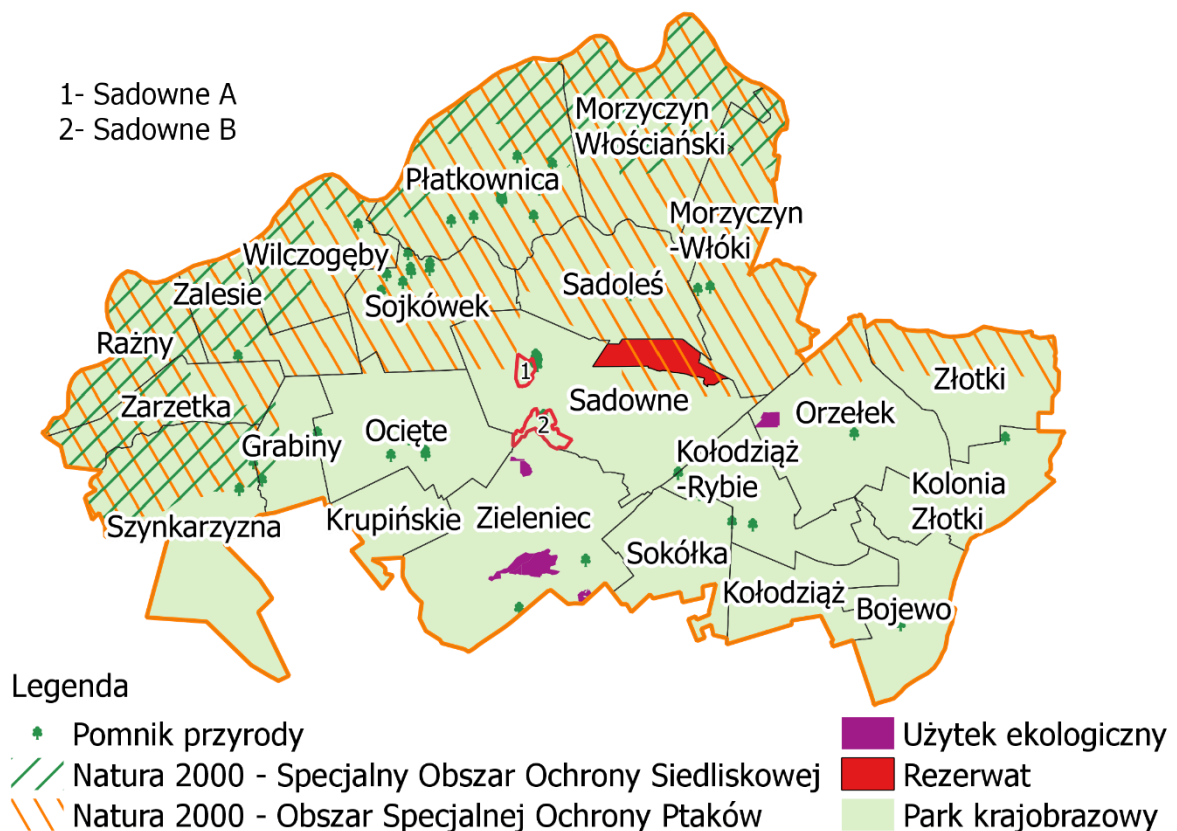 1- Sadowne A
2- Sadowne B
Morzyczyn
Włościański
Płatkownica
Morzyczyn
-Włóki
Wilczogęby
Sadoleś
Zalesie
Sojkówek
Rażny
1
Złotki
Zarzetka
Sadowne
Orzełek
2
Ocięte
Grabiny
Kołodziąż
-Rybie
Kolonia
Złotki
Szynkarzyzna
Krupińskie
Zieleniec
Sokółka
Kołodziąż
Bojewo
Legenda
Pomnik przyrody
Natura 2000 - Specjalny Obszar Ochrony Siedliskowej
Natura 2000 - Obszar Specjalnej Ochrony Ptaków
Użytek ekologiczny
Rezerwat
Park krajobrazowy